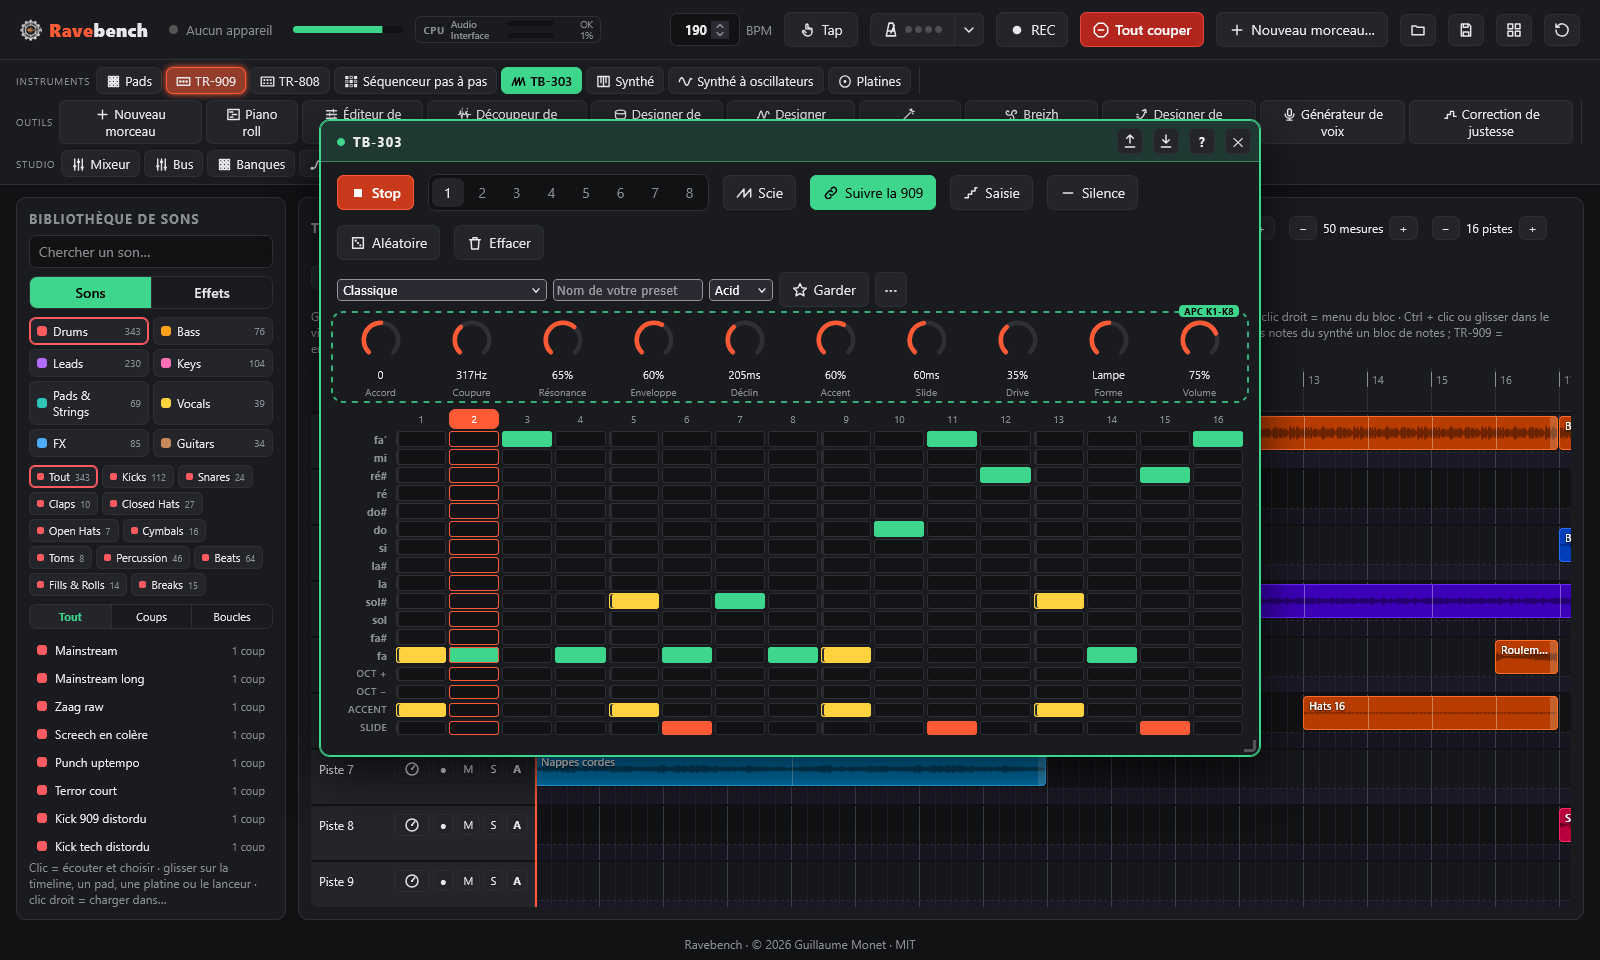 Ravebench
Aucun appareil
CPU
Audio
Interface
OK
1%
190
BPM
Tap
REC
Tout couper
Nouveau morceau...
INSTRUMENTS
Pads
TR-909
TR-808
Séquenceur pas à pas
TB-303
Synthé
Synthé à oscillateurs
Platines
OUTILS
Nouveau morceau
Piano roll
Éditeur de
Découpeur de
Designer de
Designer
Breizh
Designer de
Générateur de voix
Correction de justesse
STUDIO
Mixeur
Bus
Banques
TB-303
?
Stop
1 2 3 4 5 6 7 8
Scie
Suivre la 909
Saisie
Silence
Aléatoire
Effacer
Classique
Nom de votre preset
Acid
Garder
...
APC K1-K8
0 317Hz 65% 60% 205ms 60% 60ms 35% Lampe 75%
Accord Coupure Résonance Enveloppe Déclin Accent Slide Drive Forme Volume
1 2 3 4 5 6 7 8 9 10 11 12 13 14 15 16
fa'
mi
ré#
ré
do#
do
si
la#
la
sol#
sol
fa#
fa
OCT +
OCT −
ACCENT
SLIDE
BIBLIOTHÈQUE DE SONS
Chercher un son...
Sons
Effets
Drums 343
Bass 76
Leads 230
Keys 104
Pads & Strings 69
Vocals 39
FX 85
Guitars 34
Tout 343
Kicks 112
Snares 24
Claps 10
Closed Hats 27
Open Hats 7
Cymbals 16
Toms 8
Percussion 46
Beats 64
Fills & Rolls 14
Breaks 15
Tout
Coups
Boucles
Mainstream 1 coup
Mainstream long 1 coup
Zaag raw 1 coup
Screech en colère 1 coup
Punch uptempo 1 coup
Terror court 1 coup
Kick 909 distordu 1 coup
Kick tech distordu 1 coup
Clic = écouter et choisir · glisser sur la
timeline, un pad, une platine ou le lanceur ·
clic droit = charger dans...
− 50 mesures +
− 16 pistes +
clic droit = menu du bloc · Ctrl + clic ou glisser dans le
notes du synthé un bloc de notes ; TR-909 =
13 14 15 16
Roulem...
Hats 16
Piste 7
M S A
Nappes cordes
Piste 8
M S A
Piste 9
M S A
Ravebench · © 2026 Guillaume Monet · MIT